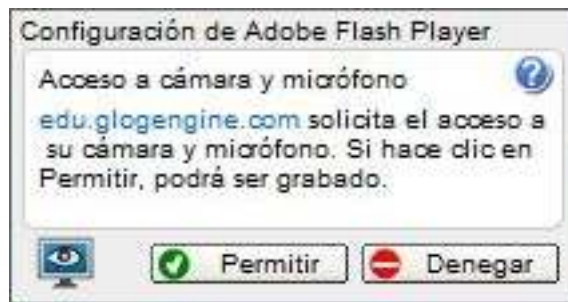 Configuración de Adobe Flash Player
Acceso a cámara y micrófono
edu.glogengine.com solicita el acceso a
su cámara y micrófono. Si hace clic en
Permitir, podrá ser grabado.
Permitir
Denegar